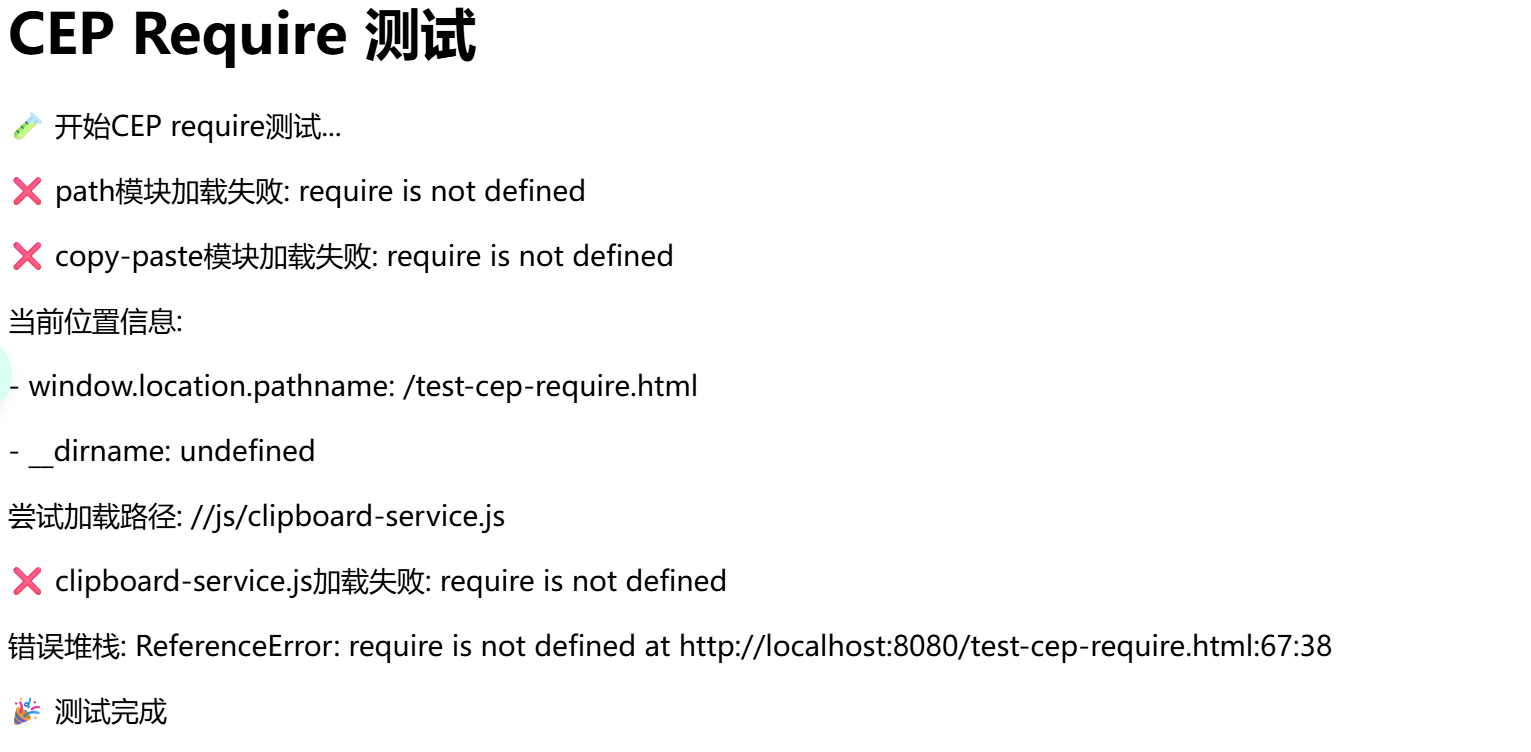 CEP Require 测试
🧪 开始CEP require测试...
❌ path模块加载失败: require is not defined
❌ copy-paste模块加载失败: require is not defined
当前位置信息:
- window.location.pathname: /test-cep-require.html
- __dirname: undefined
尝试加载路径: //js/clipboard-service.js
❌ clipboard-service.js加载失败: require is not defined
错误堆栈: ReferenceError: require is not defined at http://localhost:8080/test-cep-require.html:67:38
🎉 测试完成